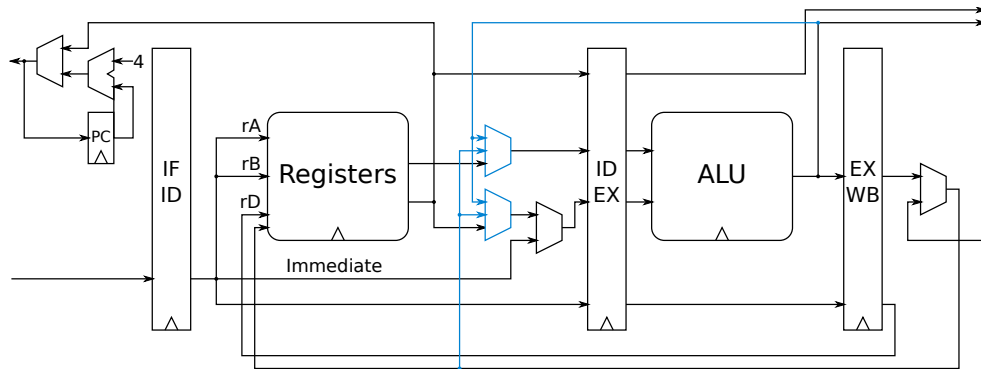 4
PC
IF
ID
rA
rB
rD
Registers
Immediate
ID
EX
ALU
EX
WB